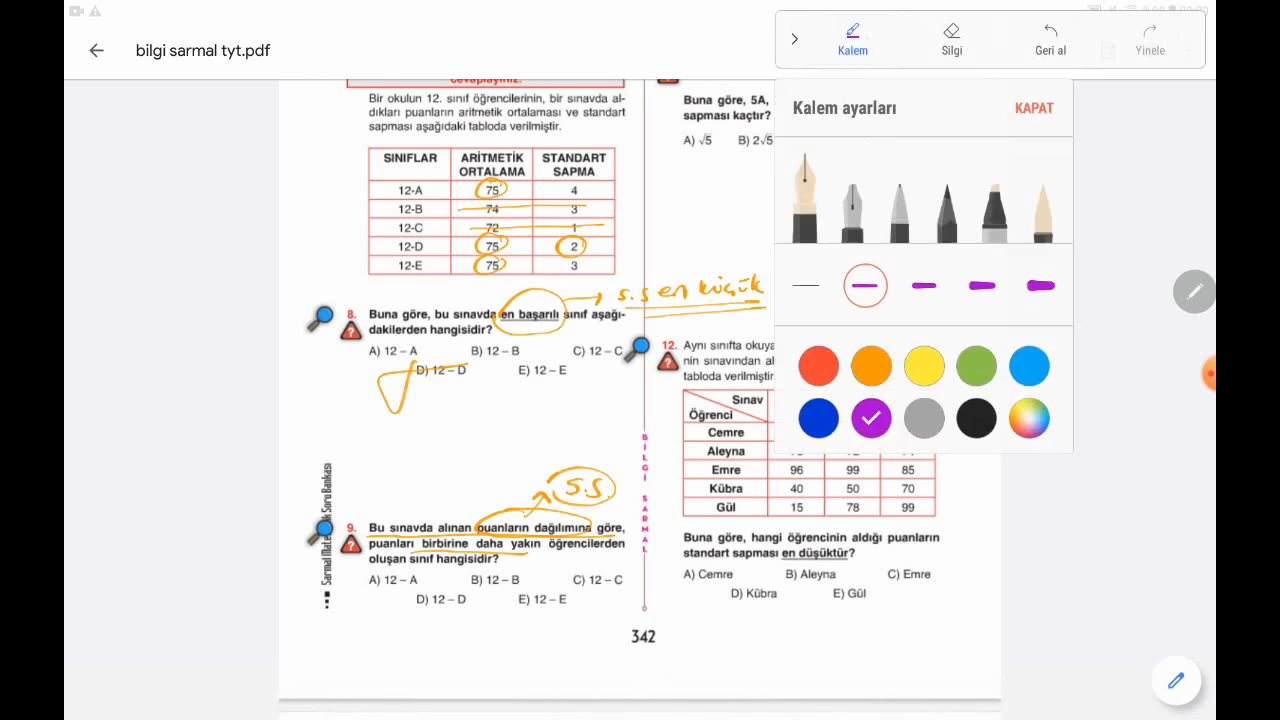 bilgi sarmal tyt.pdf
Kalem
Silgi
Geri al
Yinele
Kalem ayarları
KAPAT
cevaplayınız.
Bir okulun 12. sınıf öğrencilerinin, bir sınavda al-
dıkları puanların aritmetik ortalaması ve standart
sapması aşağıdaki tabloda verilmiştir.
SINIFLAR ARİTMETİK ORTALAMA STANDART SAPMA
12-A 75 4
12-B 74 3
12-C 72 1
12-D 75 2
12-E 75 3
s.s en küçük
8. Buna göre, bu sınavda en başarılı sınıf aşağı-
dakilerden hangisidir?
A) 12 – A B) 12 – B C) 12 – C
D) 12 – D E) 12 – E
s.s.
9. Bu sınavda alınan puanların dağılımına göre,
puanları birbirine daha yakın öğrencilerden
oluşan sınıf hangisidir?
A) 12 – A B) 12 – B C) 12 – C
D) 12 – D E) 12 – E
Sarmal Soru Bankası
BİLGİ SARMAL
Buna göre, 5A,
sapması kaçtır?
A) √5 B) 2√5
12. Aynı sınıfta okuya
nin sınavından al
tabloda verilmiştir
Sınav
Öğrenci
Cemre
Aleyna
Emre 96 99 85
Kübra 40 50 70
Gül 15 78 99
Buna göre, hangi öğrencinin aldığı puanların
standart sapması en düşüktür?
A) Cemre B) Aleyna C) Emre
D) Kübra E) Gül
342